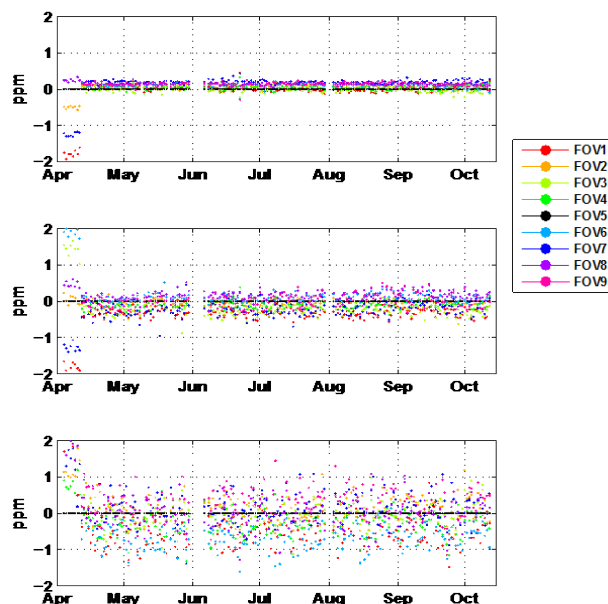 2
1
0
−1
−2
ppm
Apr May Jun Jul Aug Sep Oct
2
1
0
−1
−2
ppm
Apr May Jun Jul Aug Sep Oct
2
1
0
−1
−2
ppm
Apr May Jun Jul Aug Sep Oct
FOV1
FOV2
FOV3
FOV4
FOV5
FOV6
FOV7
FOV8
FOV9